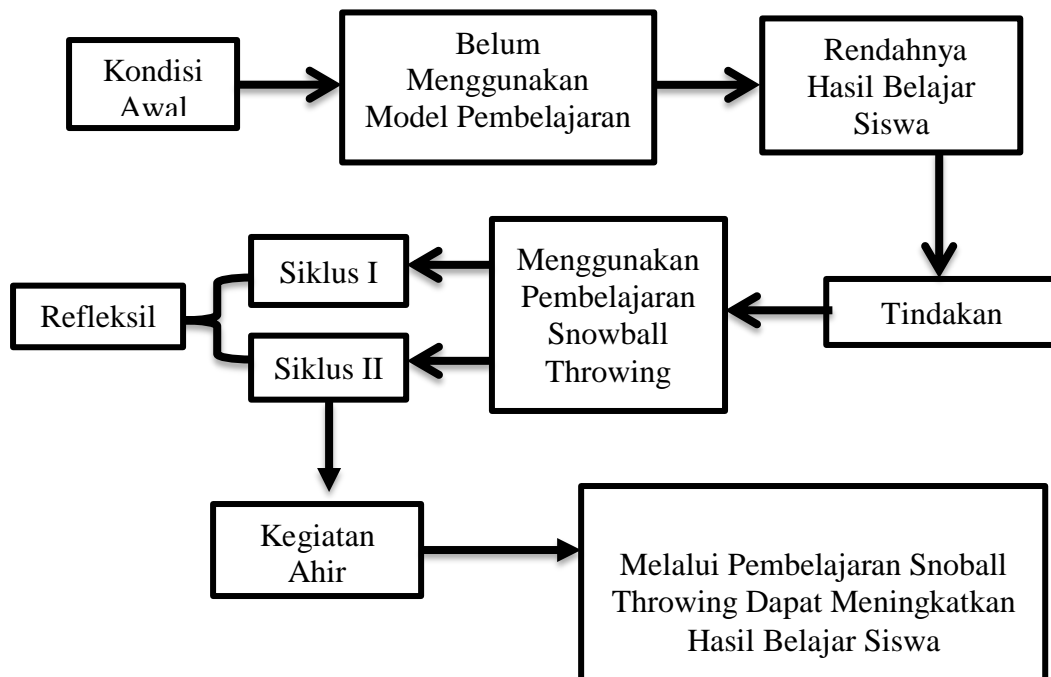 Kondisi
Awal
Belum
Menggunakan
Model Pembelajaran
Rendahnya
Hasil Belajar
Siswa
Tindakan
Menggunakan
Pembelajaran
Snowball
Throwing
Siklus I
Siklus II
Refleksil
Kegiatan
Ahir
Melalui Pembelajaran Snoball
Throwing Dapat Meningkatkan
Hasil Belajar Siswa